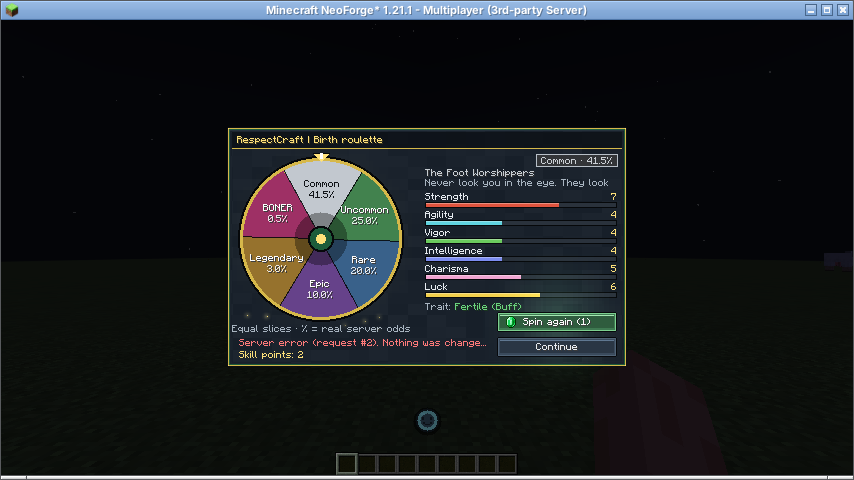 Minecraft NeoForge* 1.21.1 - Multiplayer (3rd-party Server)
RespectCraft | Birth roulette
Common · 41.5%
Common
41.5%
BONER
0.5%
Uncommon
25.0%
Legendary
3.0%
Rare
20.0%
Epic
10.0%
The Foot Worshippers
Never look you in the eye. They look
Strength 7
Agility 4
Vigor 4
Intelligence 4
Charisma 5
Luck 6
Trait: Fertile (Buff)
Equal slices · % = real server odds
Server error (request #2). Nothing was change...
Skill points: 2
Spin again (1)
Continue